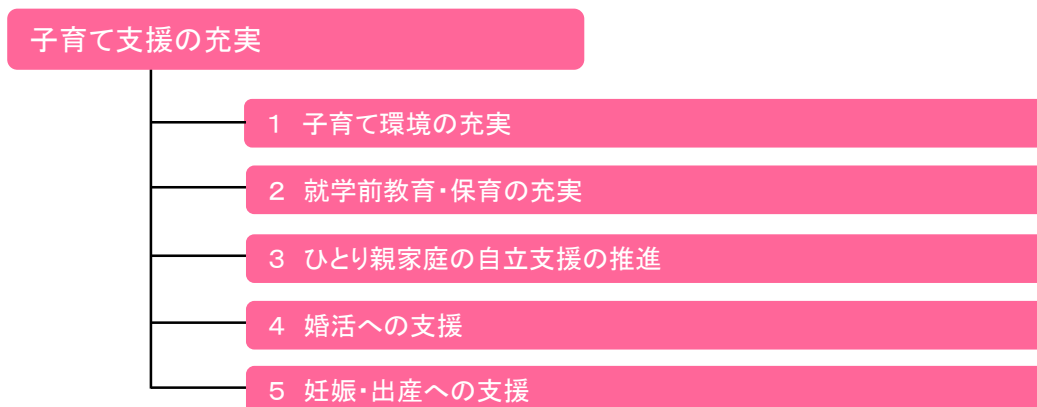 子育て支援の充実
１　子育て環境の充実
２　就学前教育・保育の充実
３　ひとり親家庭の自立支援の推進
４　婚活への支援
５　妊娠・出産への支援